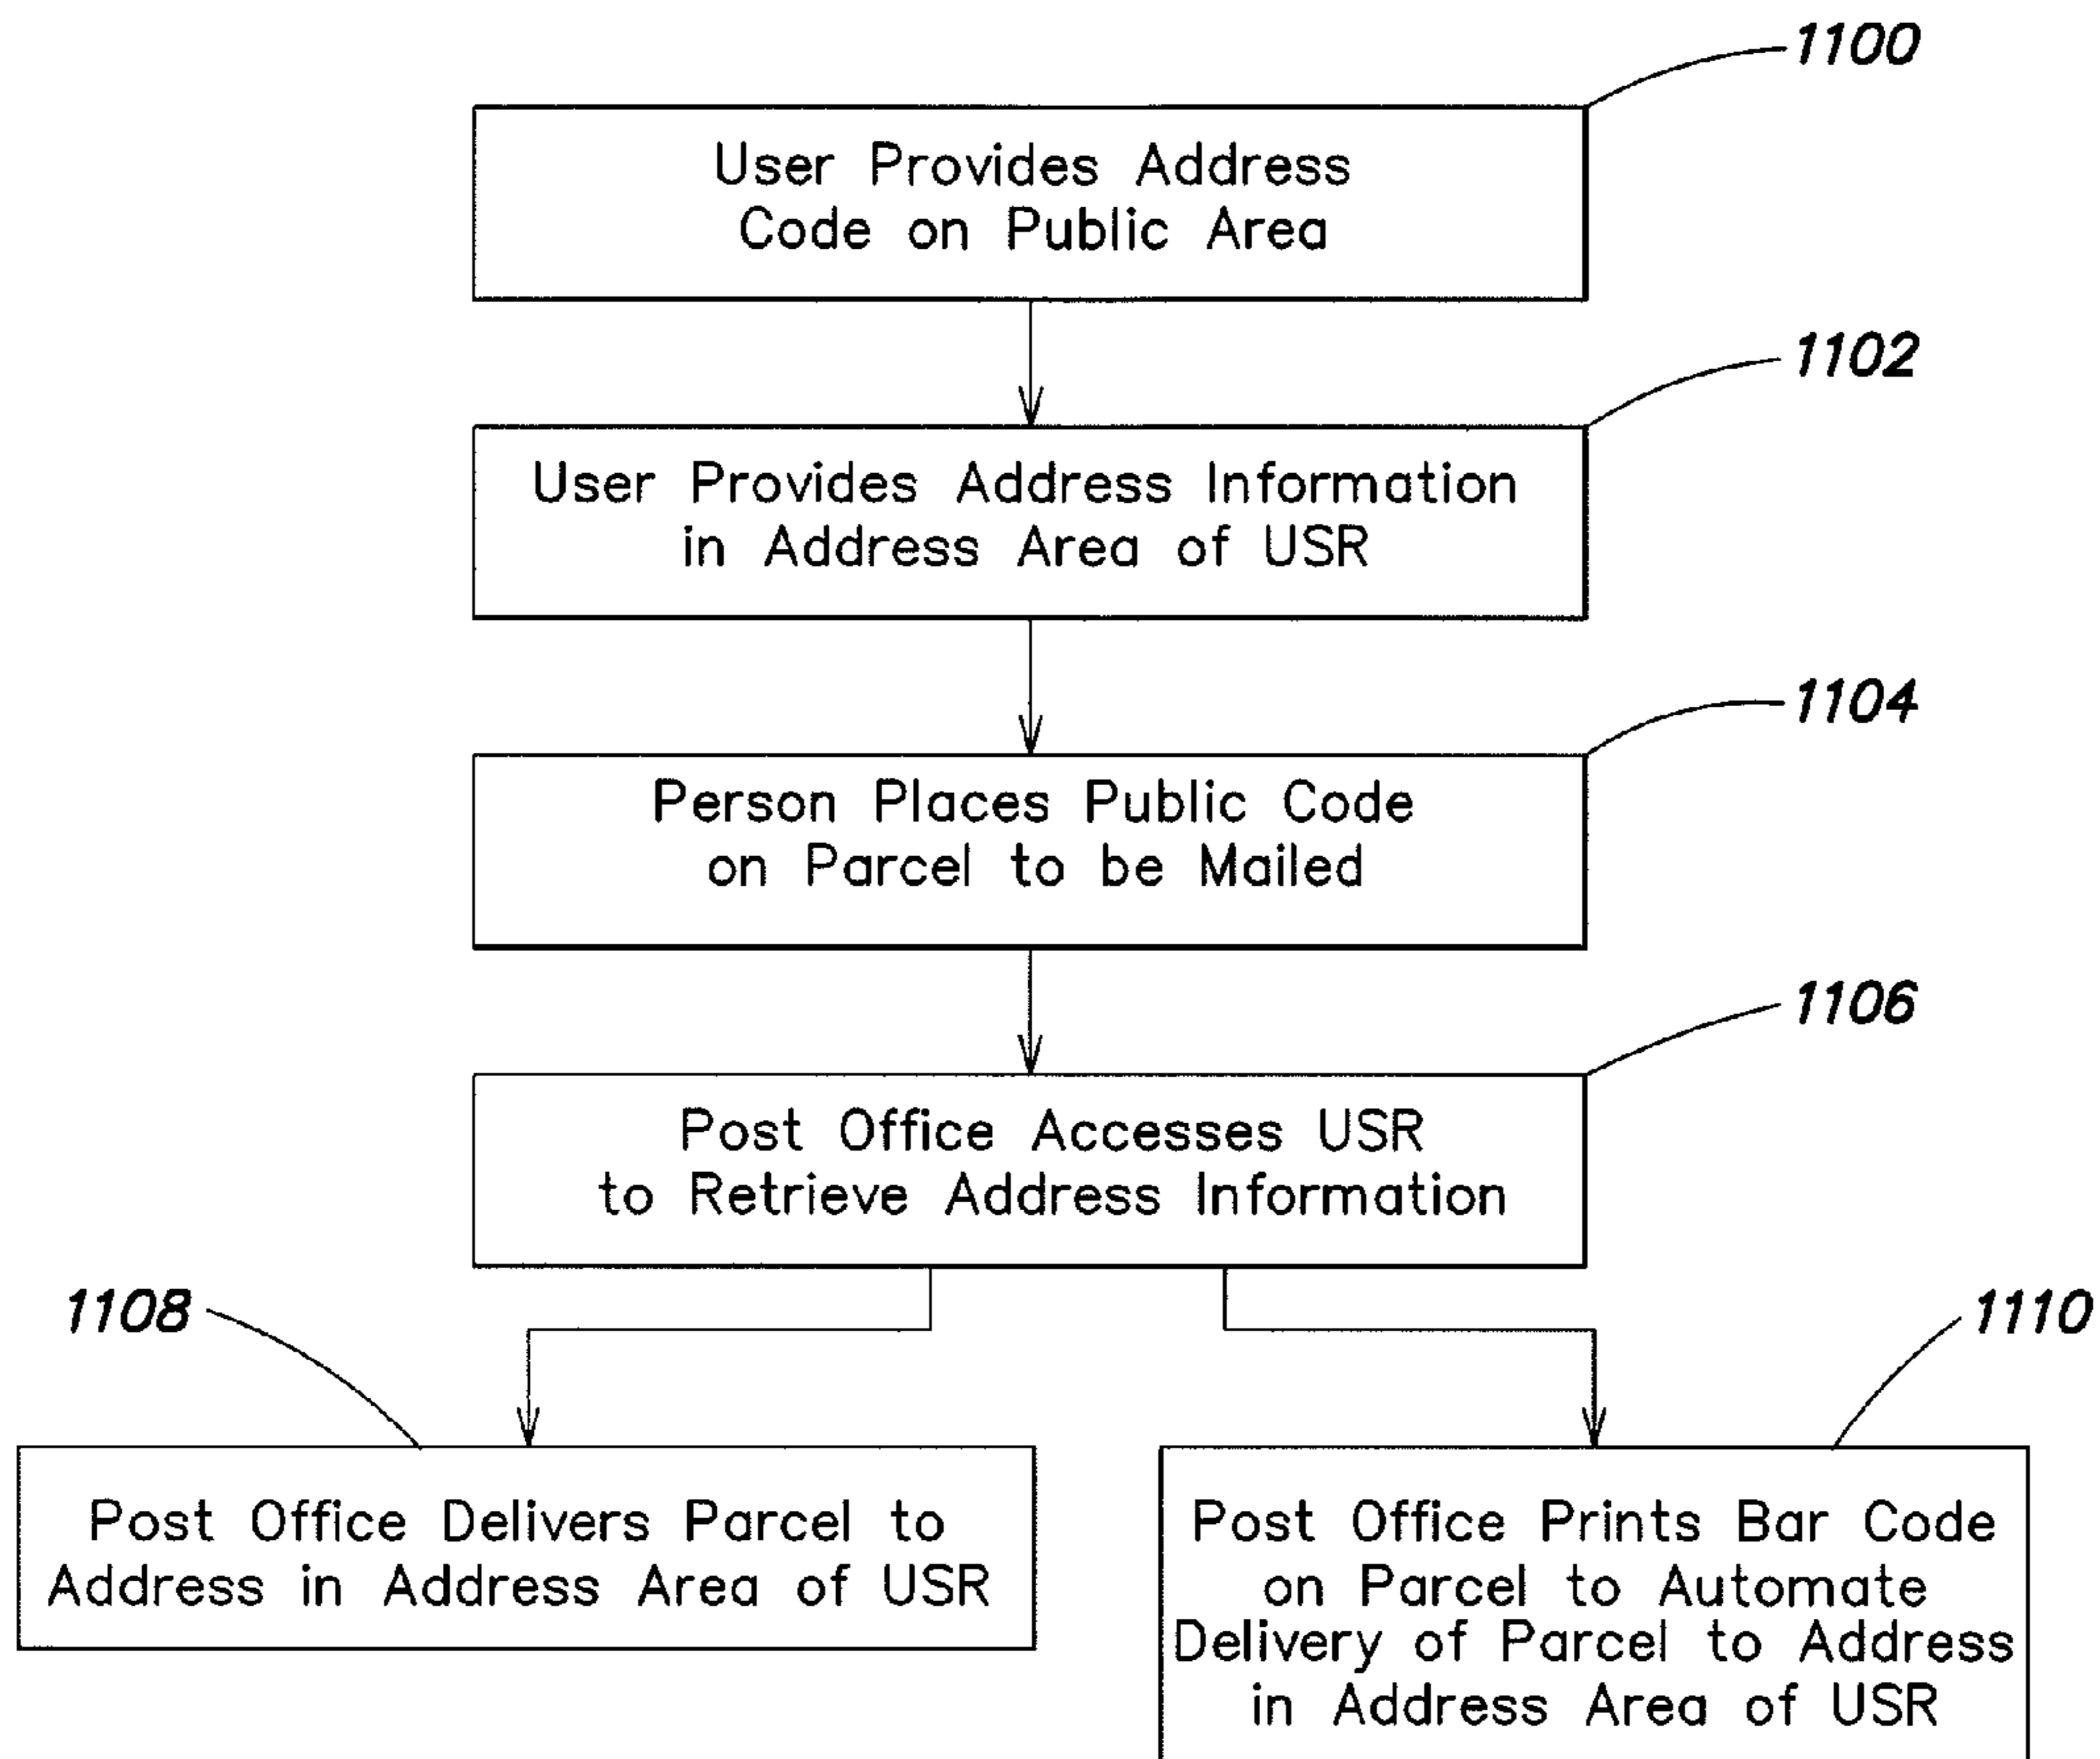 1100
User Provides Address
Code on Public Area
1102
User Provides Address Information
in Address Area of USR
1104
Person Places Public Code
on Parcel to be Mailed
1106
Post Office Accesses USR
to Retrieve Address Information
1108
Post Office Delivers Parcel to
Address in Address Area of USR
1110
Post Office Prints Bar Code
on Parcel to Automate
Delivery of Parcel to Address
in Address Area of USR